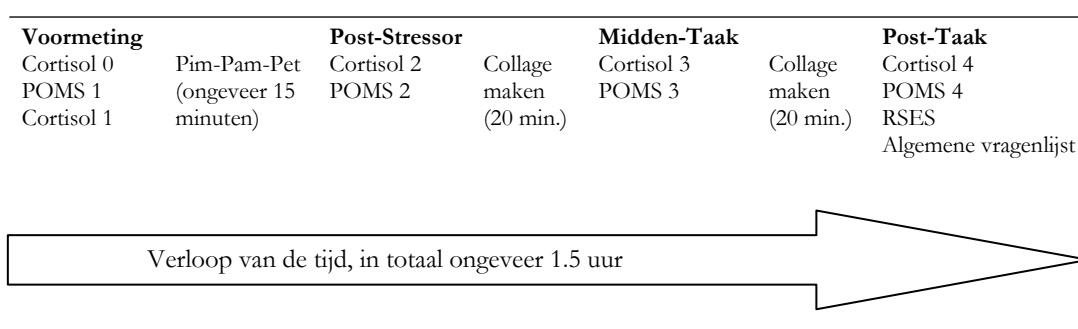 Voormeting Post-Stressor Midden-Taak Post-Taak
Cortisol 0 Pim-Pam-Pet Cortisol 2 Collage Cortisol 3 Collage Cortisol 4
POMS 1 (ongeveer 15 POMS 2 maken POMS 3 maken POMS 4
Cortisol 1 minuten) (20 min.) (20 min.) RSES
Algemene vragenlijst
Verloop van de tijd, in totaal ongeveer 1.5 uur